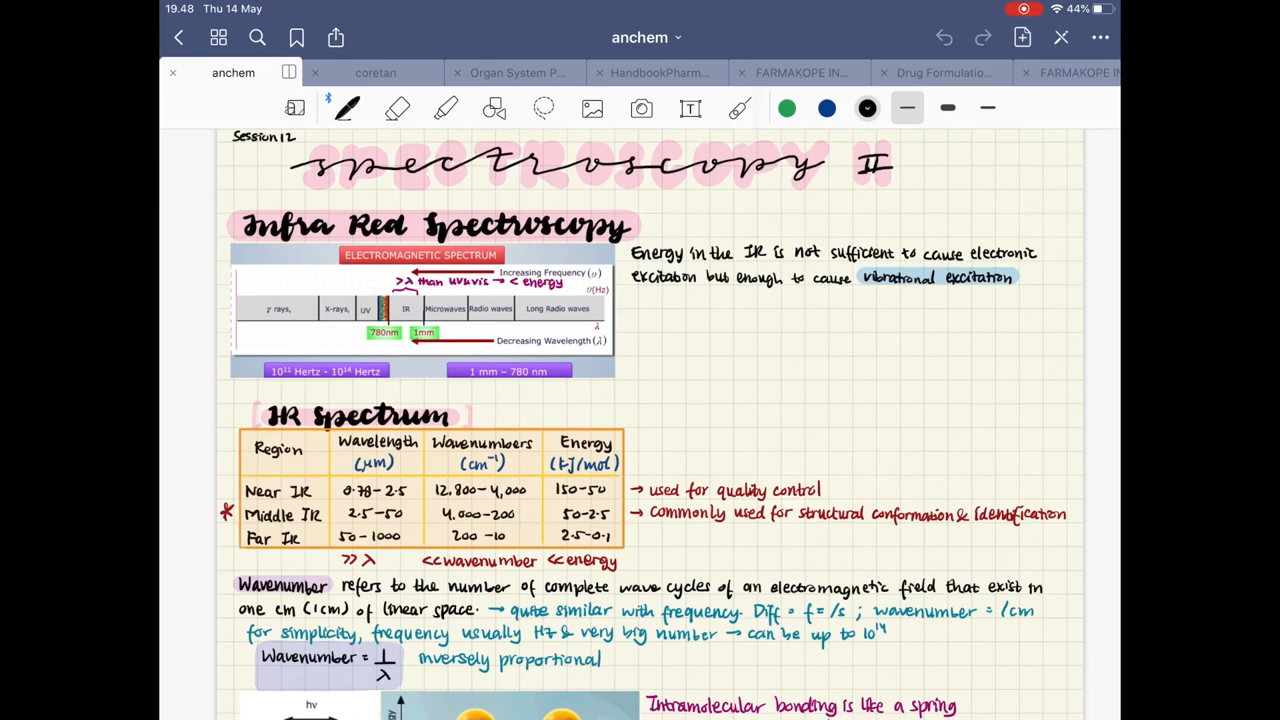 19.48 Thu 14 May
44%
anchem
anchem
coretan
Organ System P...
HandbookPharm...
FARMAKOPE IN...
Drug Formulatio...
FARMAKOPE IN
Session 12
spectroscopy II
SPECTROSCOPY II
Infra Red Spectroscopy
ELECTROMAGNETIC SPECTRUM
Increasing Frequency (υ)
>λ than uv&vis → < energy
υ(Hz)
γ rays,
X-rays,
UV
Visible
IR
Microwaves
Radio waves
Long Radio waves
λ
780nm
1mm
Decreasing Wavelength (λ)
10¹¹ Hertz - 10¹⁴ Hertz
1 mm – 780 nm
Energy in the IR is not sufficient to cause electronic
excitation but enough to cause vibrational excitation
[IR Spectrum]
Region Wavelength (μm) Wavenumbers (cm⁻¹) Energy (kJ/mol)
Near IR 0.78-2.5 12,800-4,000 150-50 → used for quality control
* Middle IR 2.5-50 4,000-200 50-2.5 → commonly used for structural conformation & Identification
Far IR 50-1000 200-10 2.5-0.1
>> λ <<wavenumber <<energy
Wavenumber refers to the number of complete wave cycles of an electromagnetic field that exist in
one cm (1cm) of linear space. → quite similar with frequency. Diff = f = /s ; wavenumber = /cm
for simplicity, frequency usually Hz & very big number → can be up to 10¹⁴
Wavenumber = 1/λ inversely proportional
hν
Intramolecular bonding is like a spring